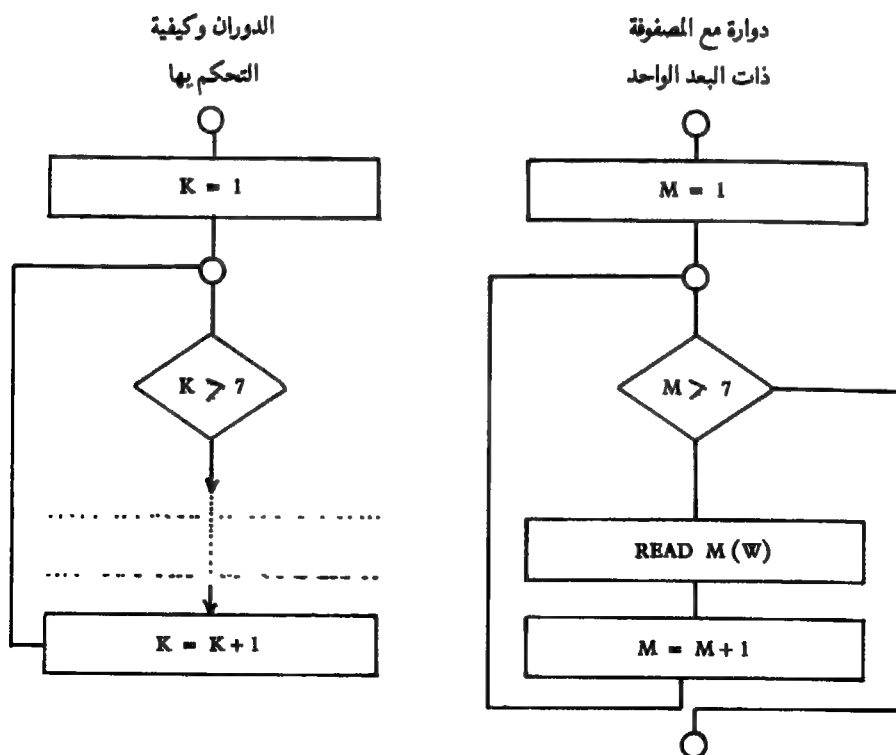 الدوران وكيفية
التحكم بها
K = 1
K > 7
K = K+1
دوارة مع المصفوفة
ذات البعد الواحد
M = 1
M > 7
READ M(W)
M = M+1